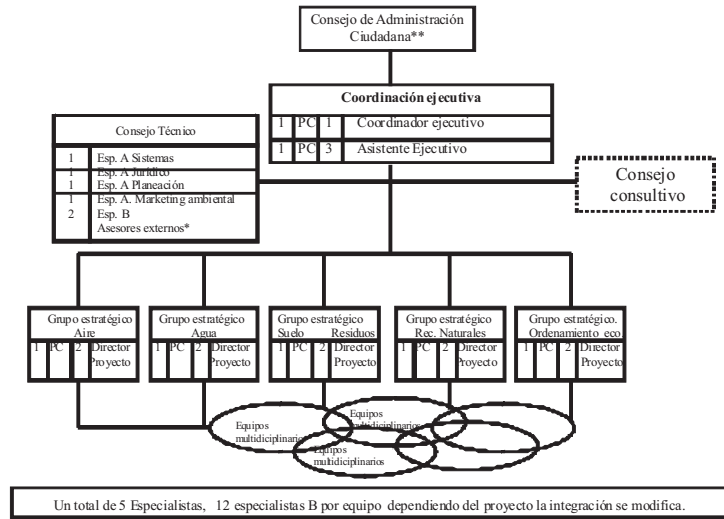 Consejo de Administración
Ciudadana**
Coordinación ejecutiva
1 PC 1 Coordinador ejecutivo
1 PC 3 Asistente Ejecutivo
Consejo Técnico
1 Esp. A Sistemas
1 Esp. A Jurídico
1 Esp. A Planeación
1 Esp. A. Marketing ambiental
2 Esp. B
Asesores externos*
Consejo
consultivo
Grupo estratégico
Aire
1 PC 2 Director
Proyecto
Grupo estratégico
Agua
1 PC 2 Director
Proyecto
Grupo estratégico
Suelo Residuos
1 PC 2 Director
Proyecto
Grupo estratégico
Rec. Naturales
1 PC 2 Director
Proyecto
Grupo estratégico.
Ordenamiento eco
1 PC 2 Director
Proyecto
Equipos
multidiciplinarios
Equipos
multidiciplinarios
Equipos
multidiciplinarios
Un total de 5 Especialistas, 12 especialistas B por equipo dependiendo del proyecto la integración se modifica.